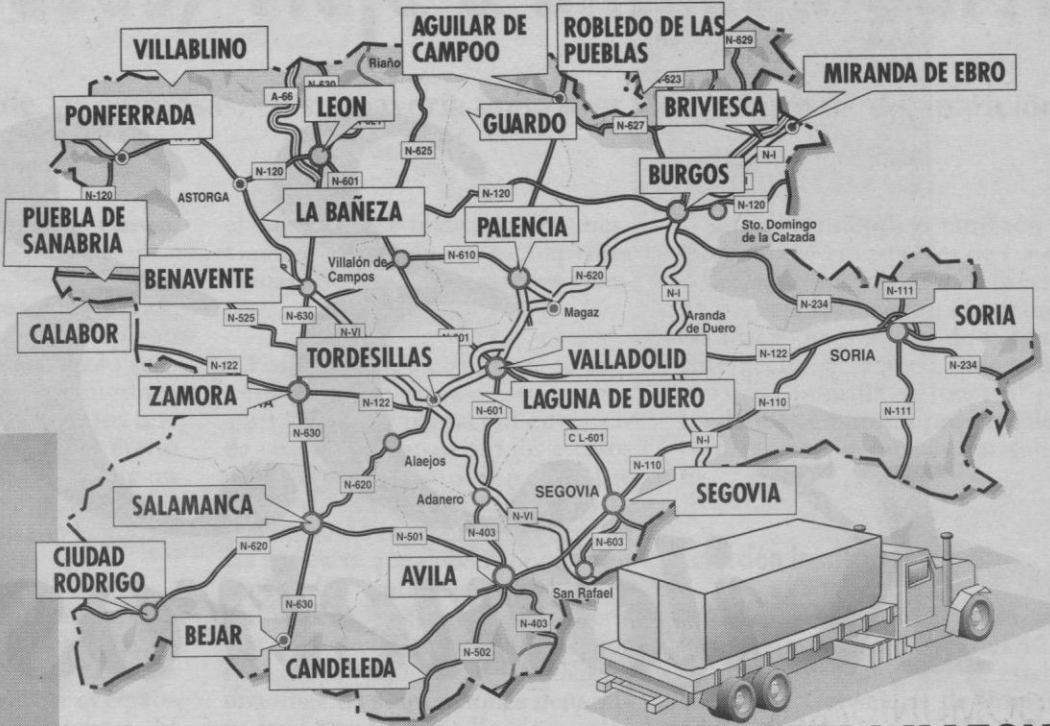 VILLABLINO
AGUILAR DE
CAMPOO
ROBLEDO DE LAS
PUEBLAS
N-629
MIRANDA DE EBRO
Riaño
N-630
N-623
A-66
PONFERRADA
LEON
GUARDO
BRIVIESCA
N-627
N-I
N-625
N-120
N-601
BURGOS
N-120
ASTORGA
N-120
N-120
PUEBLA DE
SANABRIA
LA BAÑEZA
PALENCIA
Sto. Domingo
de la Calzada
BENAVENTE
Villalón de
Campos
N-610
N-620
N-I
N-234
N-111
CALABOR
N-525
N-630
Magaz
Aranda
de Duero
SORIA
N-VI
TORDESILLAS
VALLADOLID
N-122
SORIA
N-234
N-122
ZAMORA
N-122
N-601
LAGUNA DE DUERO
N-110
N-111
N-630
C L-601
N-I
Alaejos
N-110
N-620
Adanero
SEGOVIA
SEGOVIA
SALAMANCA
N-VI
N-620
N-501
N-403
N-603
CIUDAD
RODRIGO
AVILA
San Rafael
N-630
N-403
BEJAR
N-502
CANDELEDA